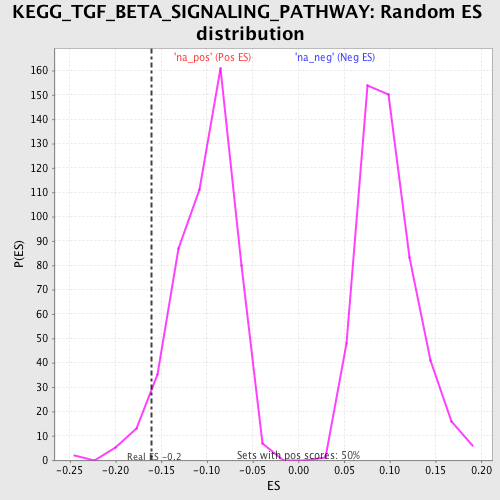 KEGG_TGF_BETA_SIGNALING_PATHWAY: Random ES
distribution
'na_pos' (Pos ES) 'na_neg' (Neg ES)
160
150
140
130
120
110
100
90
80
70
60
50
40
30
20
10
0
P(ES)
Real ES -0.2 Sets with pos scores: 50%
-0.25 -0.20 -0.15 -0.10 -0.05 0.00 0.05 0.10 0.15 0.20
ES